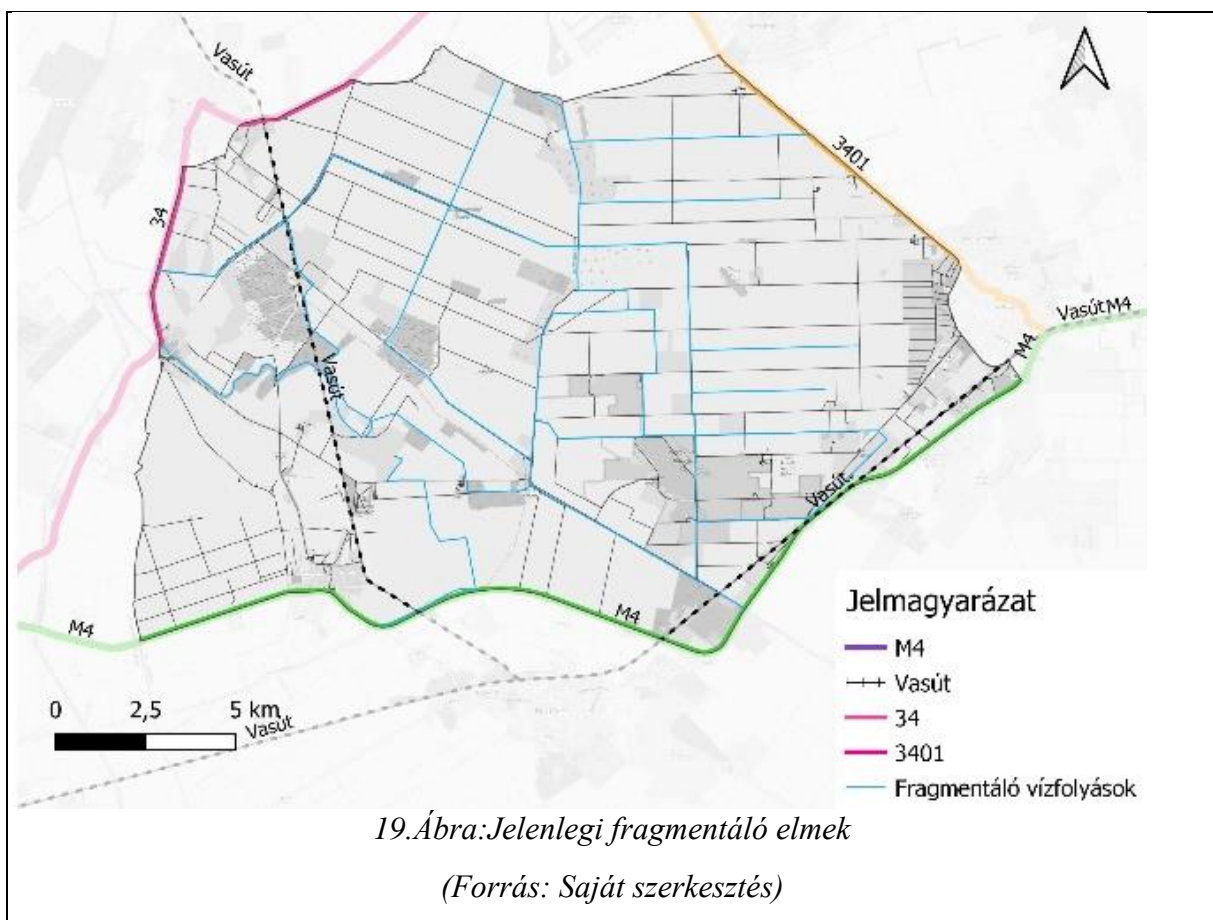 Vasút
34
3401
Vasút
M4
M4
Vasút
Vasút
M4
M4
Vasút
0 2,5 5 km
Jelmagyarázat
M4
Vasút
34
3401
Fragmentáló vízfolyások
19.Ábra:Jelenlegi fragmentáló elmek
(Forrás: Saját szerkesztés)